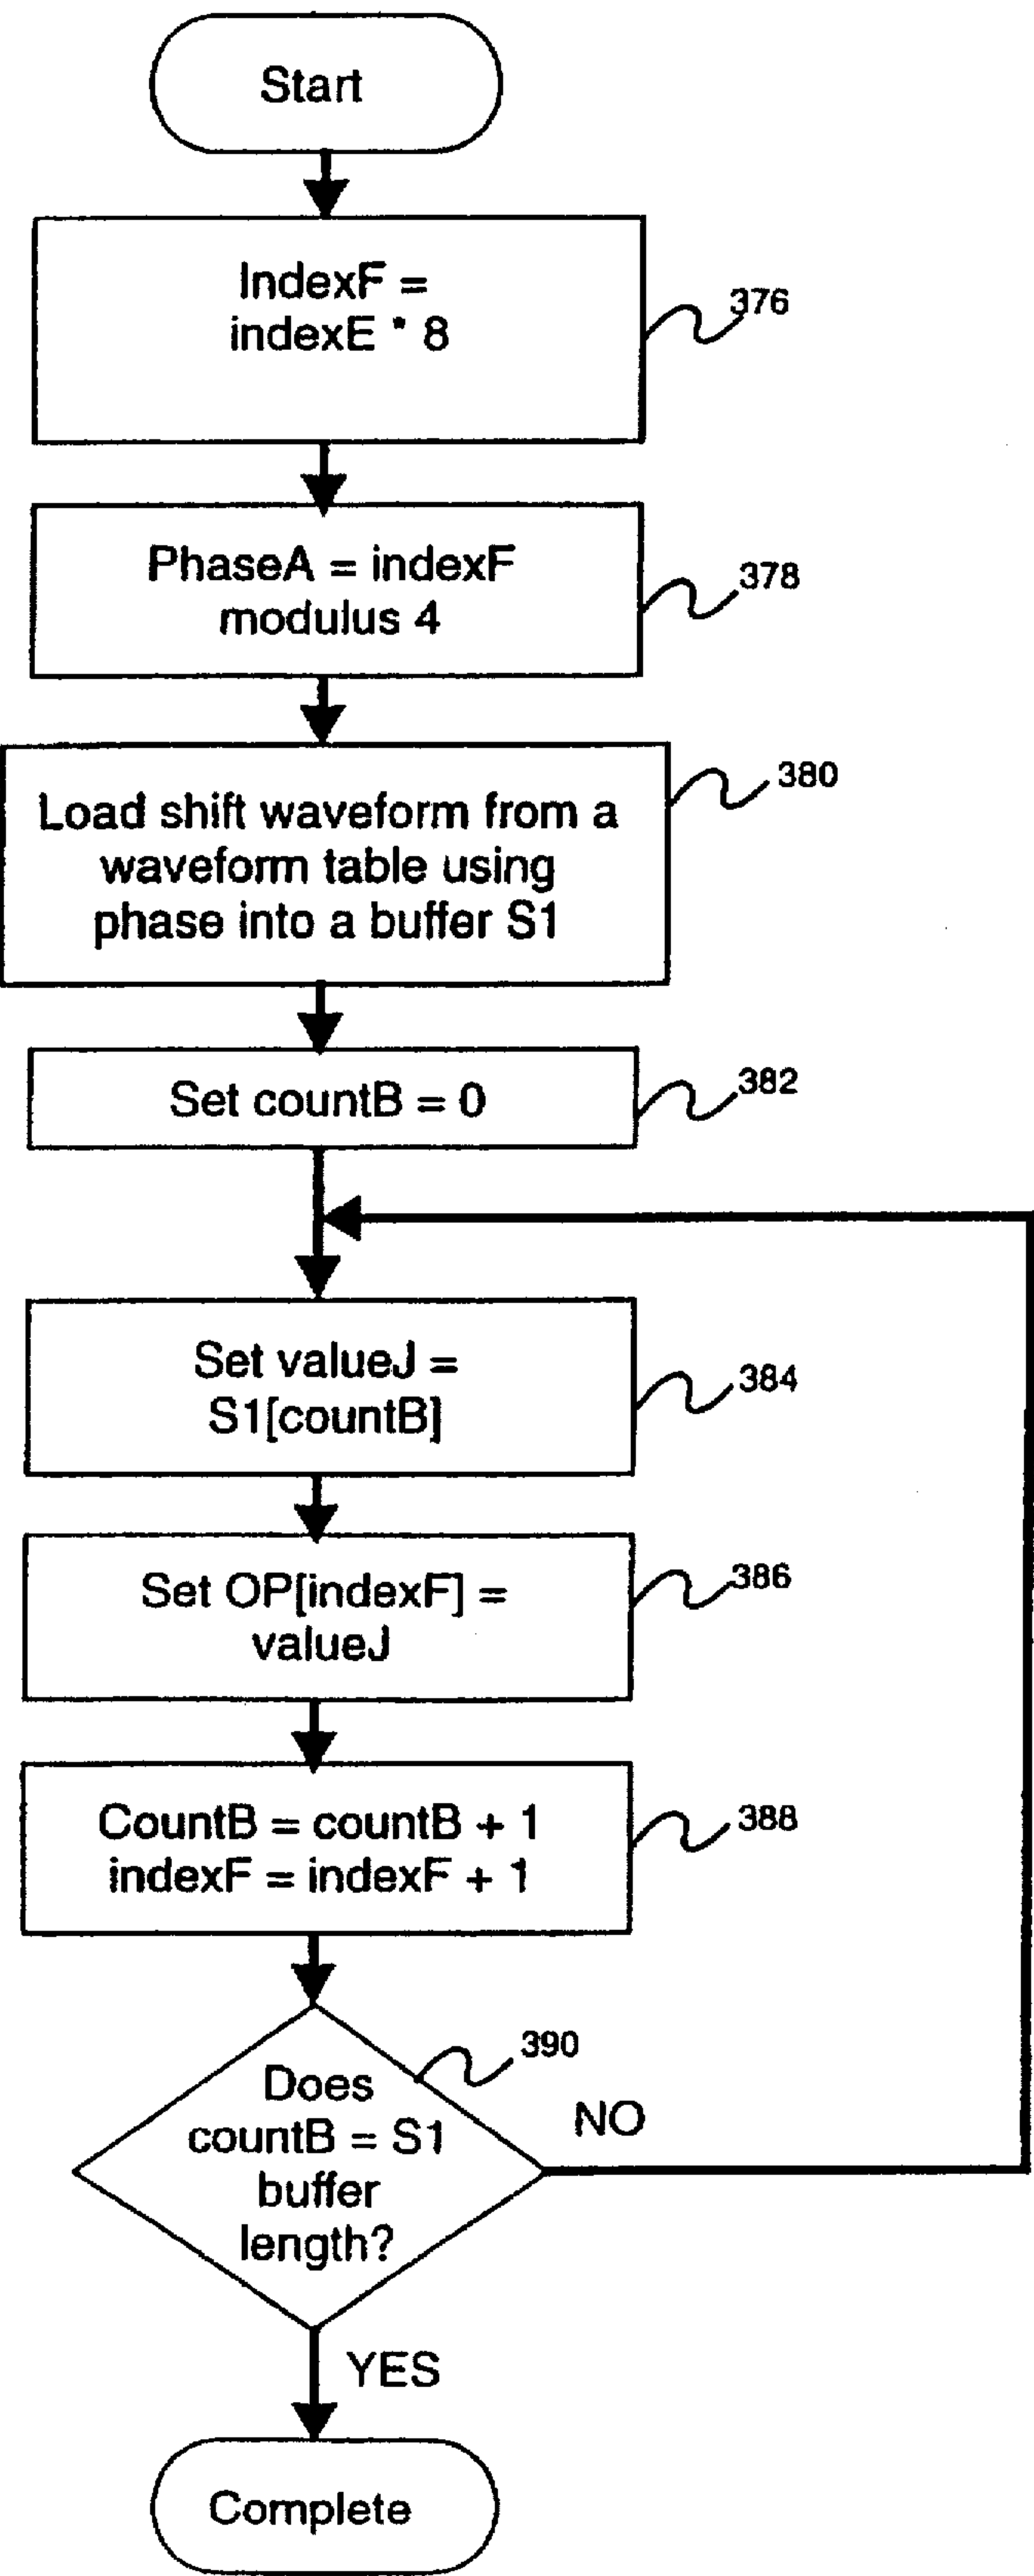 Start
IndexF =
indexE * 8
376
PhaseA = indexF
modulus 4
378
Load shift waveform from a
waveform table using
phase into a buffer S1
380
Set countB = 0
382
Set valueJ =
S1[countB]
384
Set OP[indexF] =
valueJ
386
CountB = countB + 1
indexF = indexF + 1
388
Does
countB = S1
buffer
length?
390
NO
YES
Complete